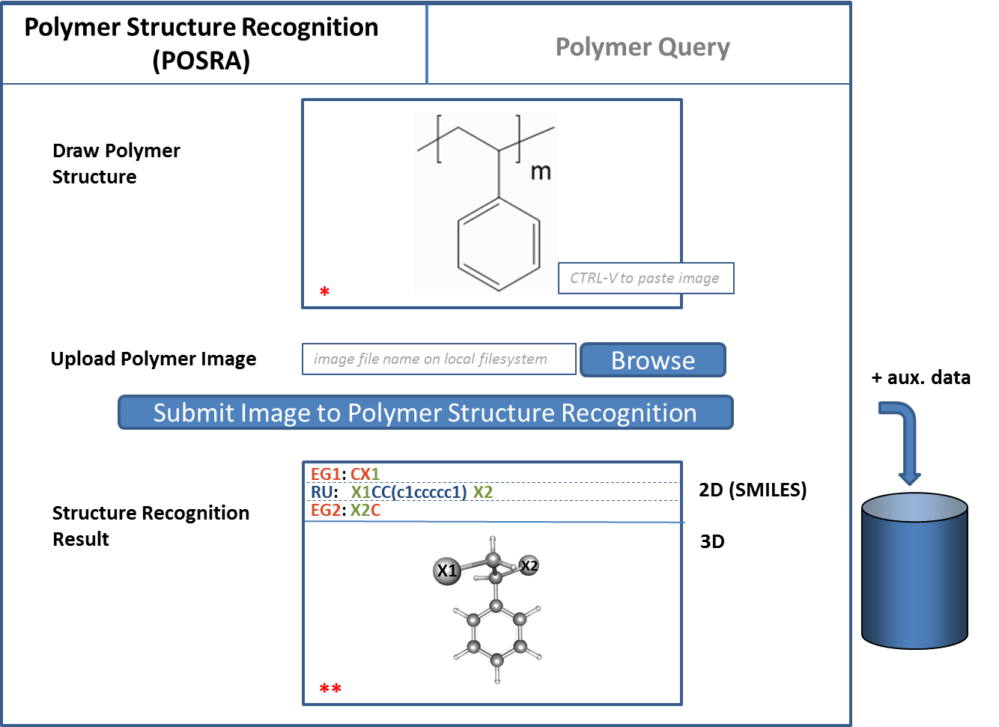 Polymer Structure Recognition
(POSRA)
Polymer Query
Draw Polymer
Structure
m
CTRL-V to paste image
*
Upload Polymer Image
image file name on local filesystem
Browse
+ aux. data
Submit Image to Polymer Structure Recognition
EG1: CX1
RU: X1CC(c1ccccc1) X2
EG2: X2C
2D (SMILES)
Structure Recognition
Result
3D
X1
X2
**